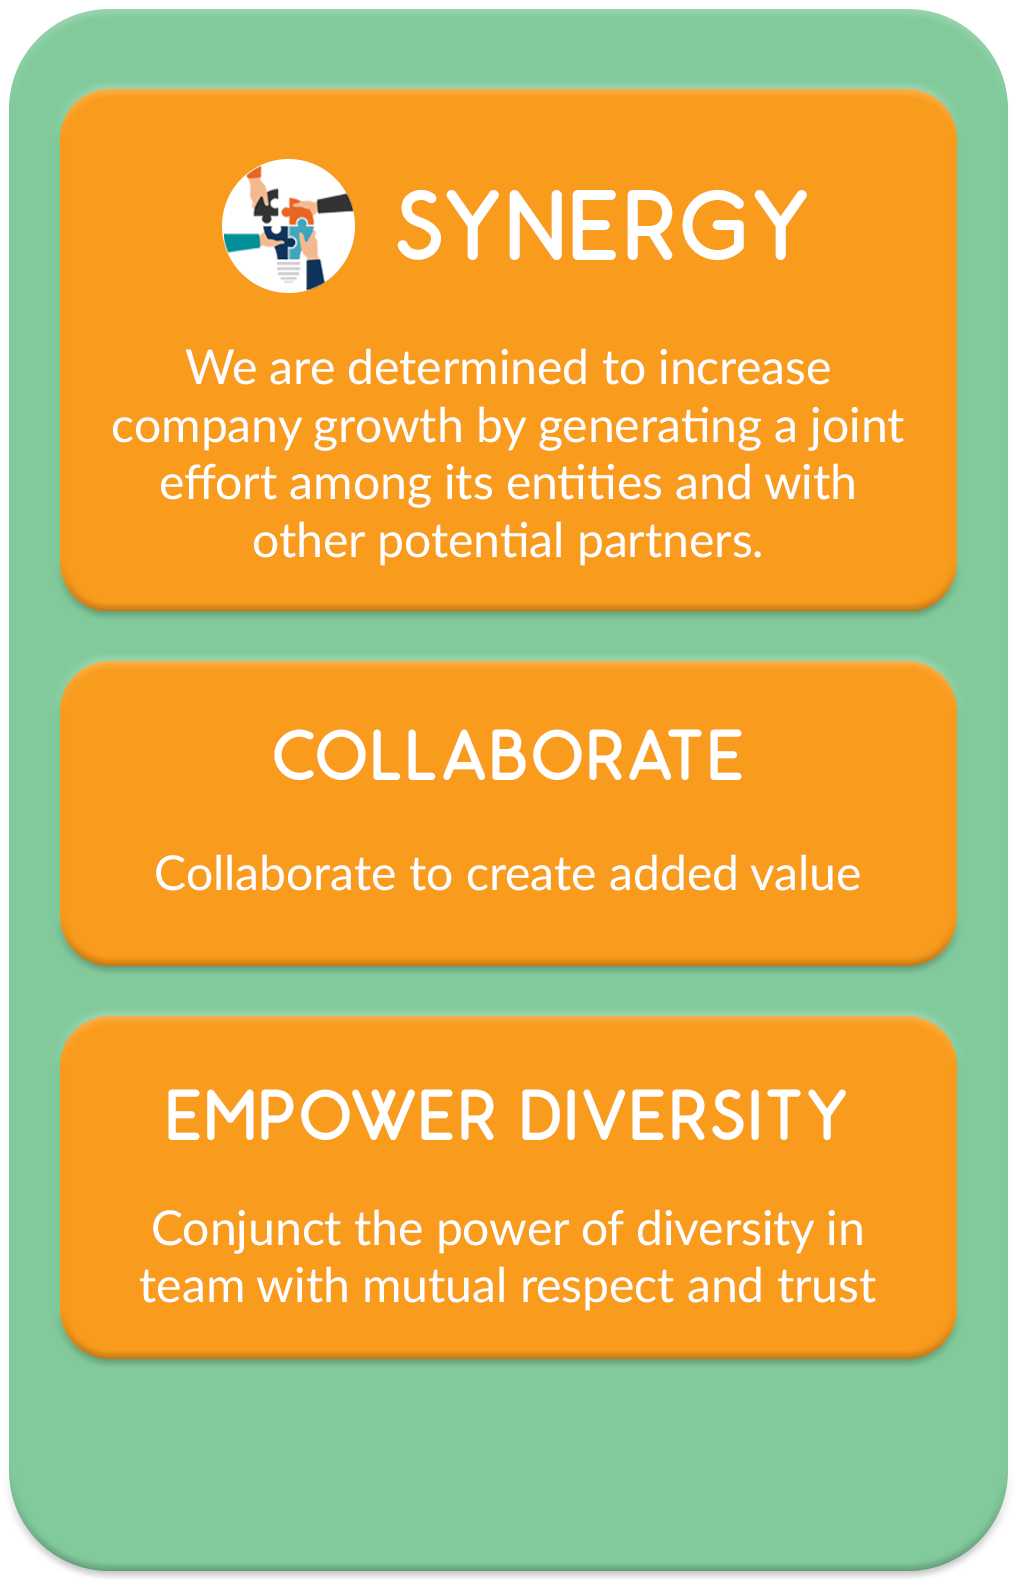 SYNERGY
We are determined to increase
company growth by generating a joint
effort among its entities and with
other potential partners.
COLLABORATE
Collaborate to create added value
EMPOWER DIVERSITY
Conjunct the power of diversity in
team with mutual respect and trust